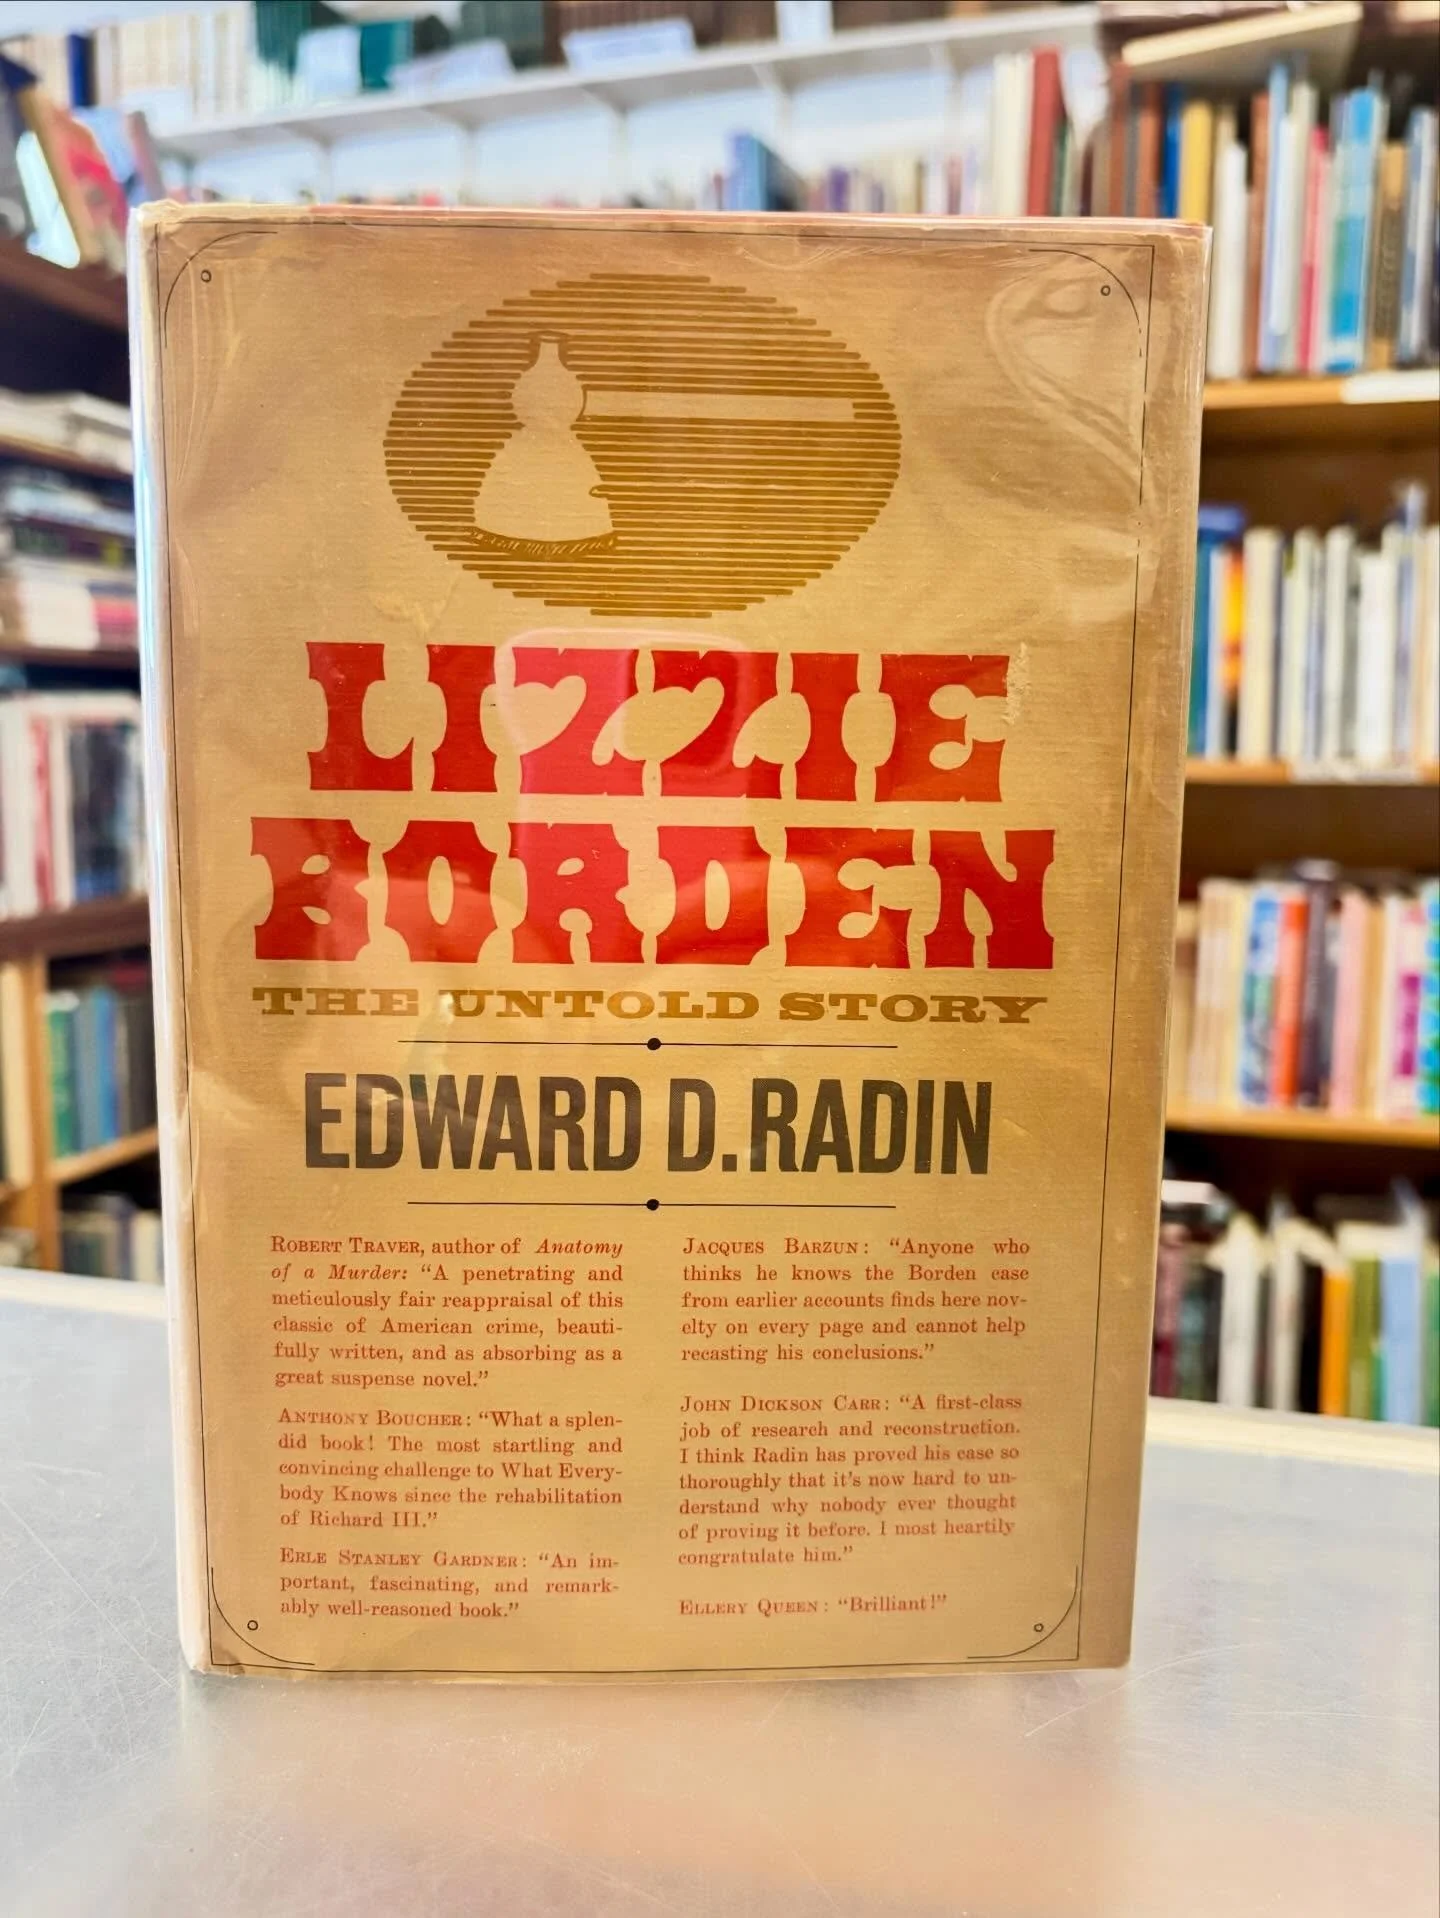 LIZZIE
BORDEN
THE UNTOLD STORY
EDWARD D. RADIN
ROBERT TRAVER, author of Anatomy
of a Murder: “A penetrating and
meticulously fair reappraisal of this
classic of American crime, beauti-
fully written, and as absorbing as a
great suspense novel.”
ANTHONY BOUCHER: “What a splen-
did book! The most startling and
convincing challenge to What Every-
body Knows since the rehabilitation
of Richard III.”
ERLE STANLEY GARDNER: “An im-
portant, fascinating, and remark-
ably well-reasoned book.”
JACQUES BARZUN: “Anyone who
thinks he knows the Borden case
from earlier accounts finds here nov-
elty on every page and cannot help
recasting his conclusions.”
JOHN DICKSON CARR: “A first-class
job of research and reconstruction.
I think Radin has proved his case so
thoroughly that it’s now hard to un-
derstand why nobody ever thought
of proving it before. I most heartily
congratulate him.”
ELLERY QUEEN: “Brilliant!”